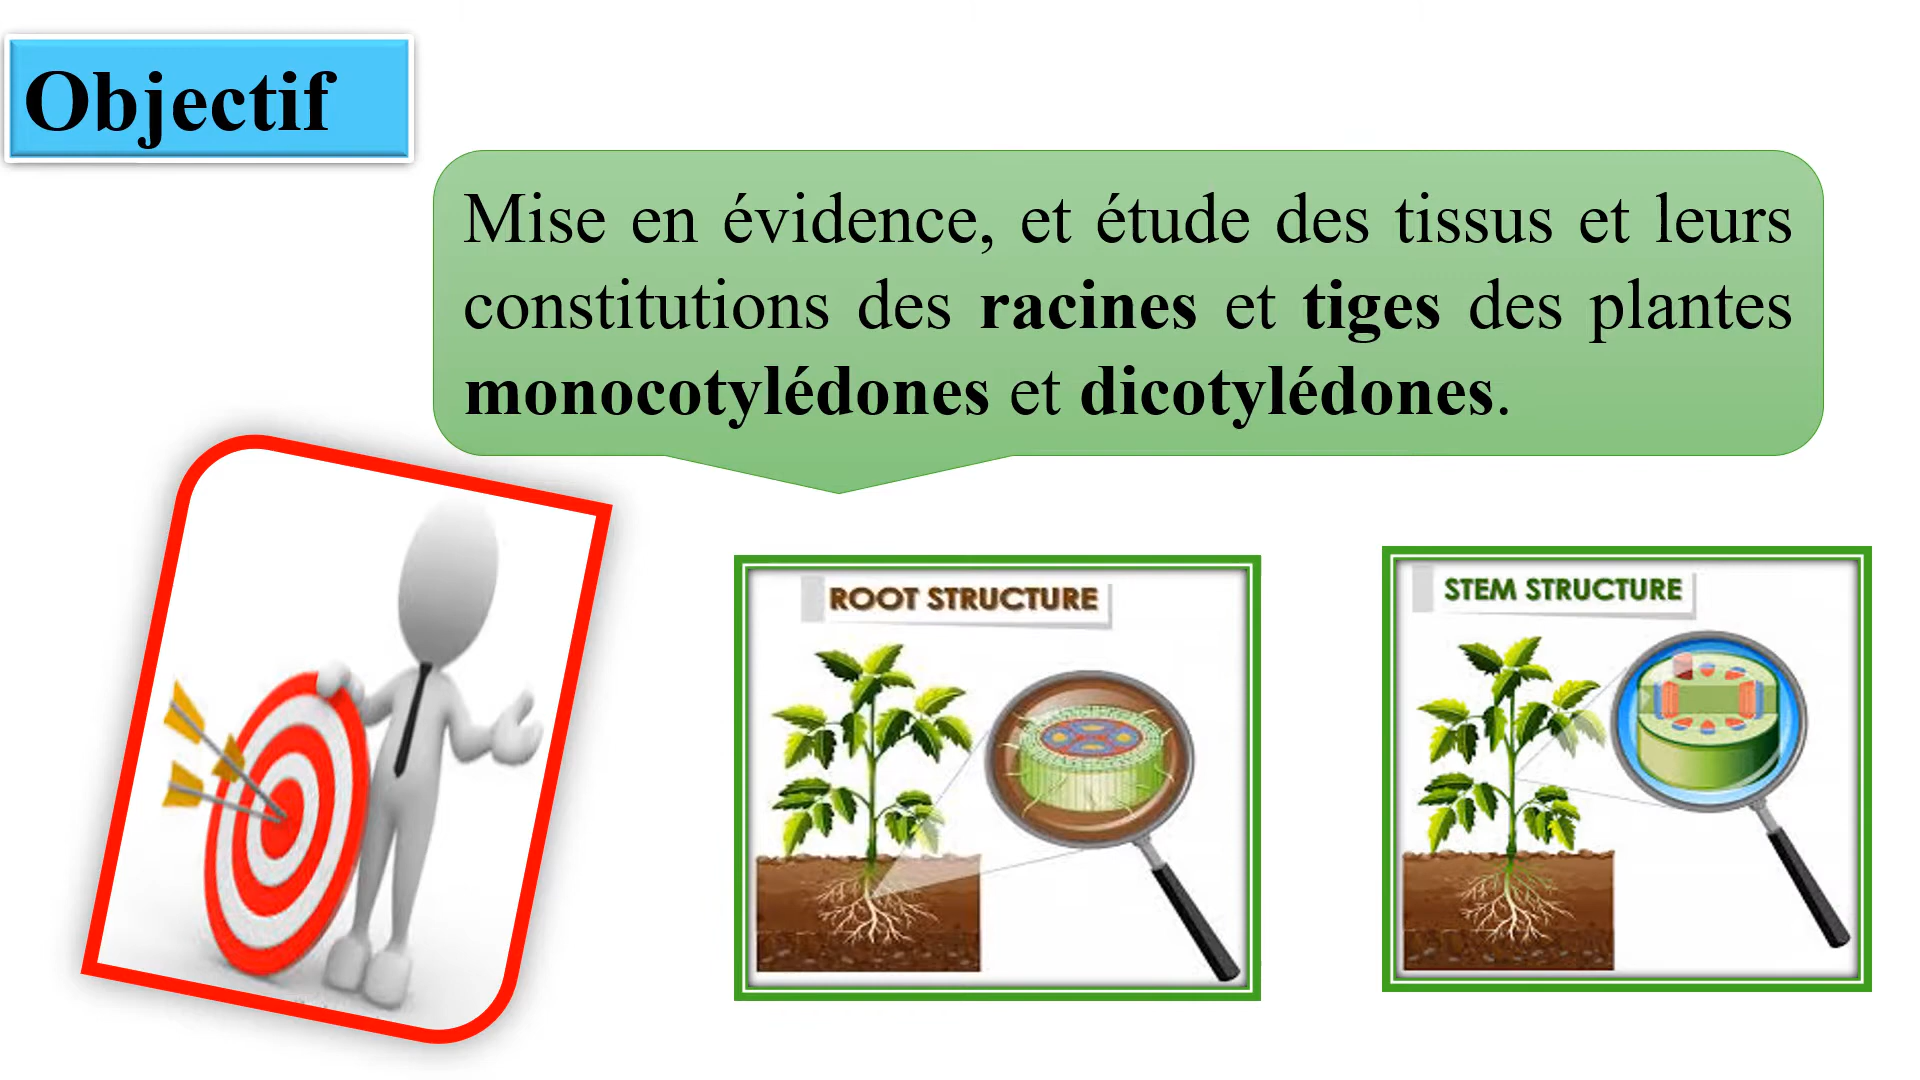 Objectif
Mise en évidence, et étude des tissus et leurs
constitutions des racines et tiges des plantes
monocotylédones et dicotylédones.
ROOT STRUCTURE
STEM STRUCTURE